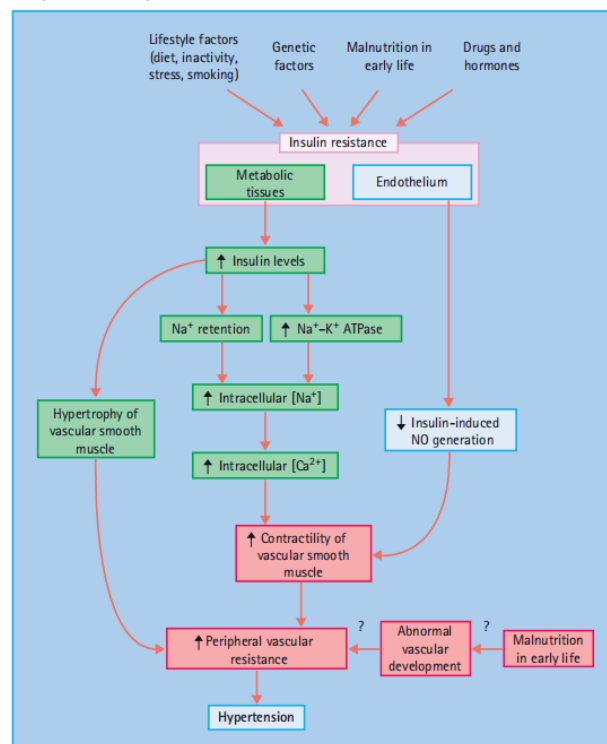 Lifestyle factors
(diet, inactivity,
stress, smoking)
Genetic
factors
Malnutrition in
early life
Drugs and
hormones
Insulin resistance
Metabolic
tissues
Endothelium
↑ Insulin levels
Na⁺ retention
↑ Na⁺–K⁺ ATPase
↑ Intracellular [Na⁺]
Hypertrophy of
vascular smooth
muscle
↓ Insulin-induced
NO generation
↑ Intracellular [Ca²⁺]
↑ Contractility of
vascular smooth
muscle
↑ Peripheral vascular
resistance
?
Abnormal
vascular
development
?
Malnutrition
in early life
Hypertension